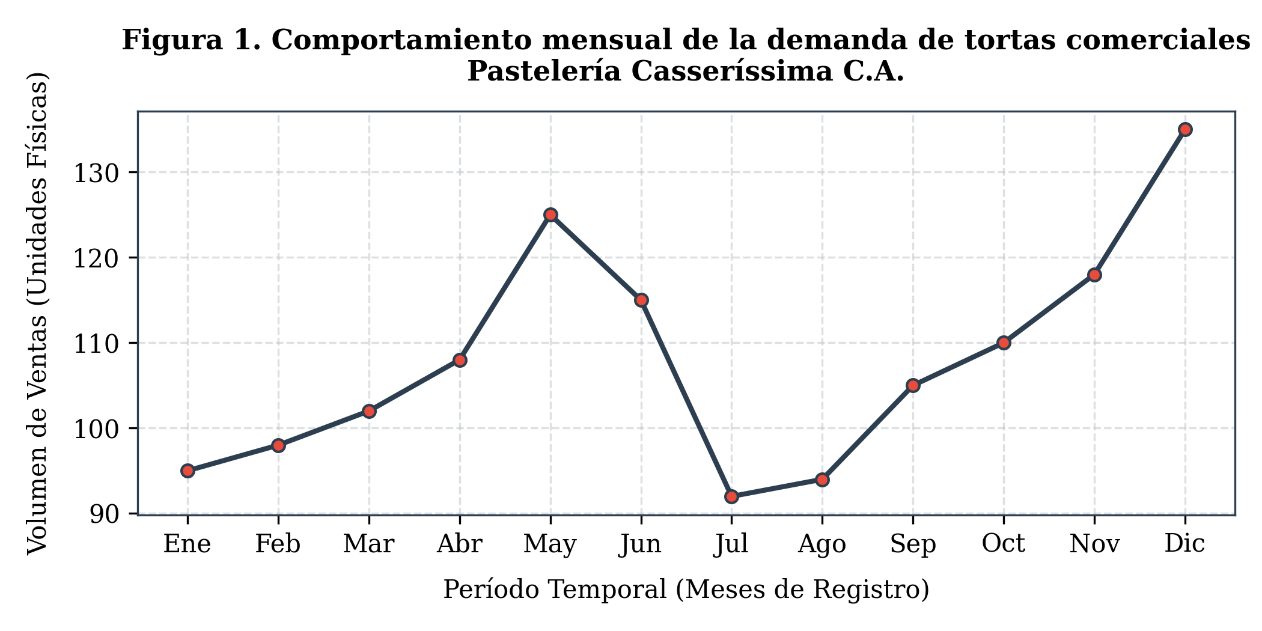 Figura 1. Comportamiento mensual de la demanda de tortas comerciales
Pastelería Casseríssima C.A.
Volumen de Ventas (Unidades Físicas)
130
120
110
100
90
Ene Feb Mar Abr May Jun Jul Ago Sep Oct Nov Dic
Período Temporal (Meses de Registro)